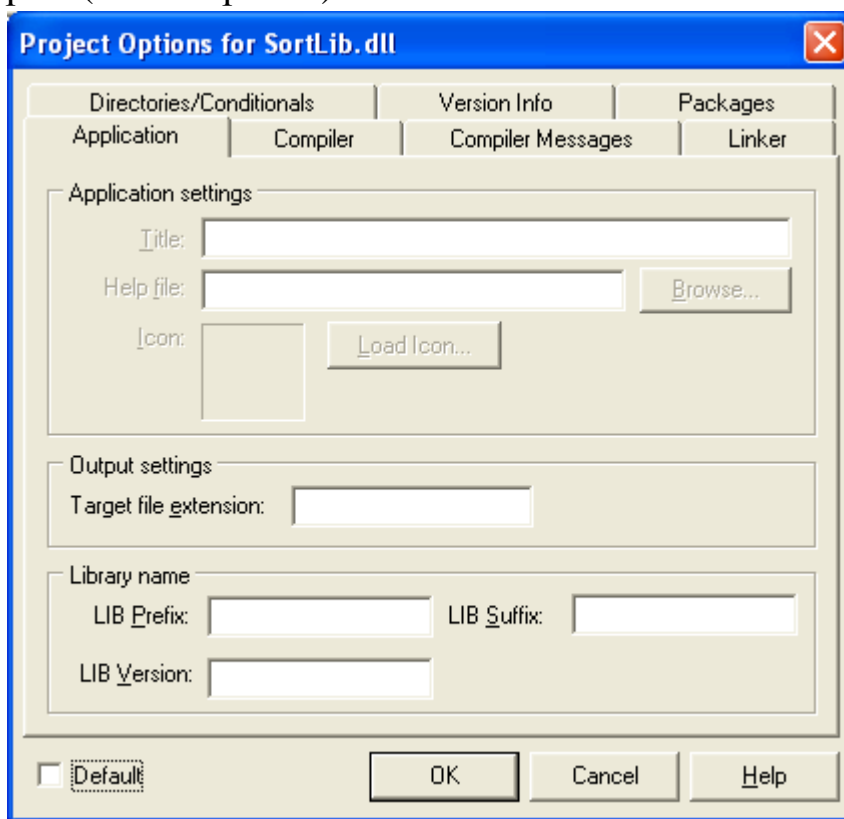 Project Options for SortLib.dll
Directories/Conditionals Version Info Packages
Application Compiler Compiler Messages Linker
Application settings
Title:
Help file: Browse...
Icon: Load Icon...
Output settings
Target file extension:
Library name
LIB Prefix: LIB Suffix:
LIB Version:
Default OK Cancel Help